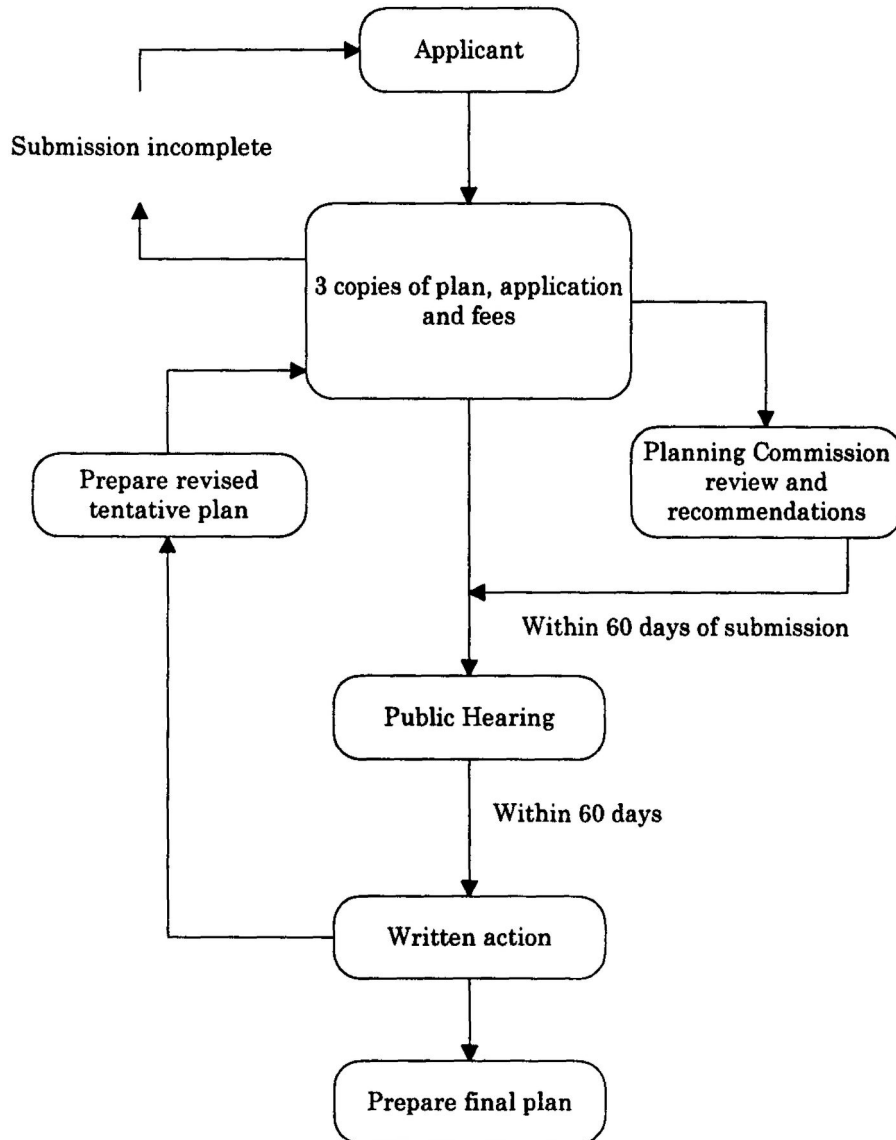 Applicant
Submission incomplete
3 copies of plan, application
and fees
Prepare revised
tentative plan
Planning Commission
review and
recommendations
Within 60 days of submission
Public Hearing
Within 60 days
Written action
Prepare final plan